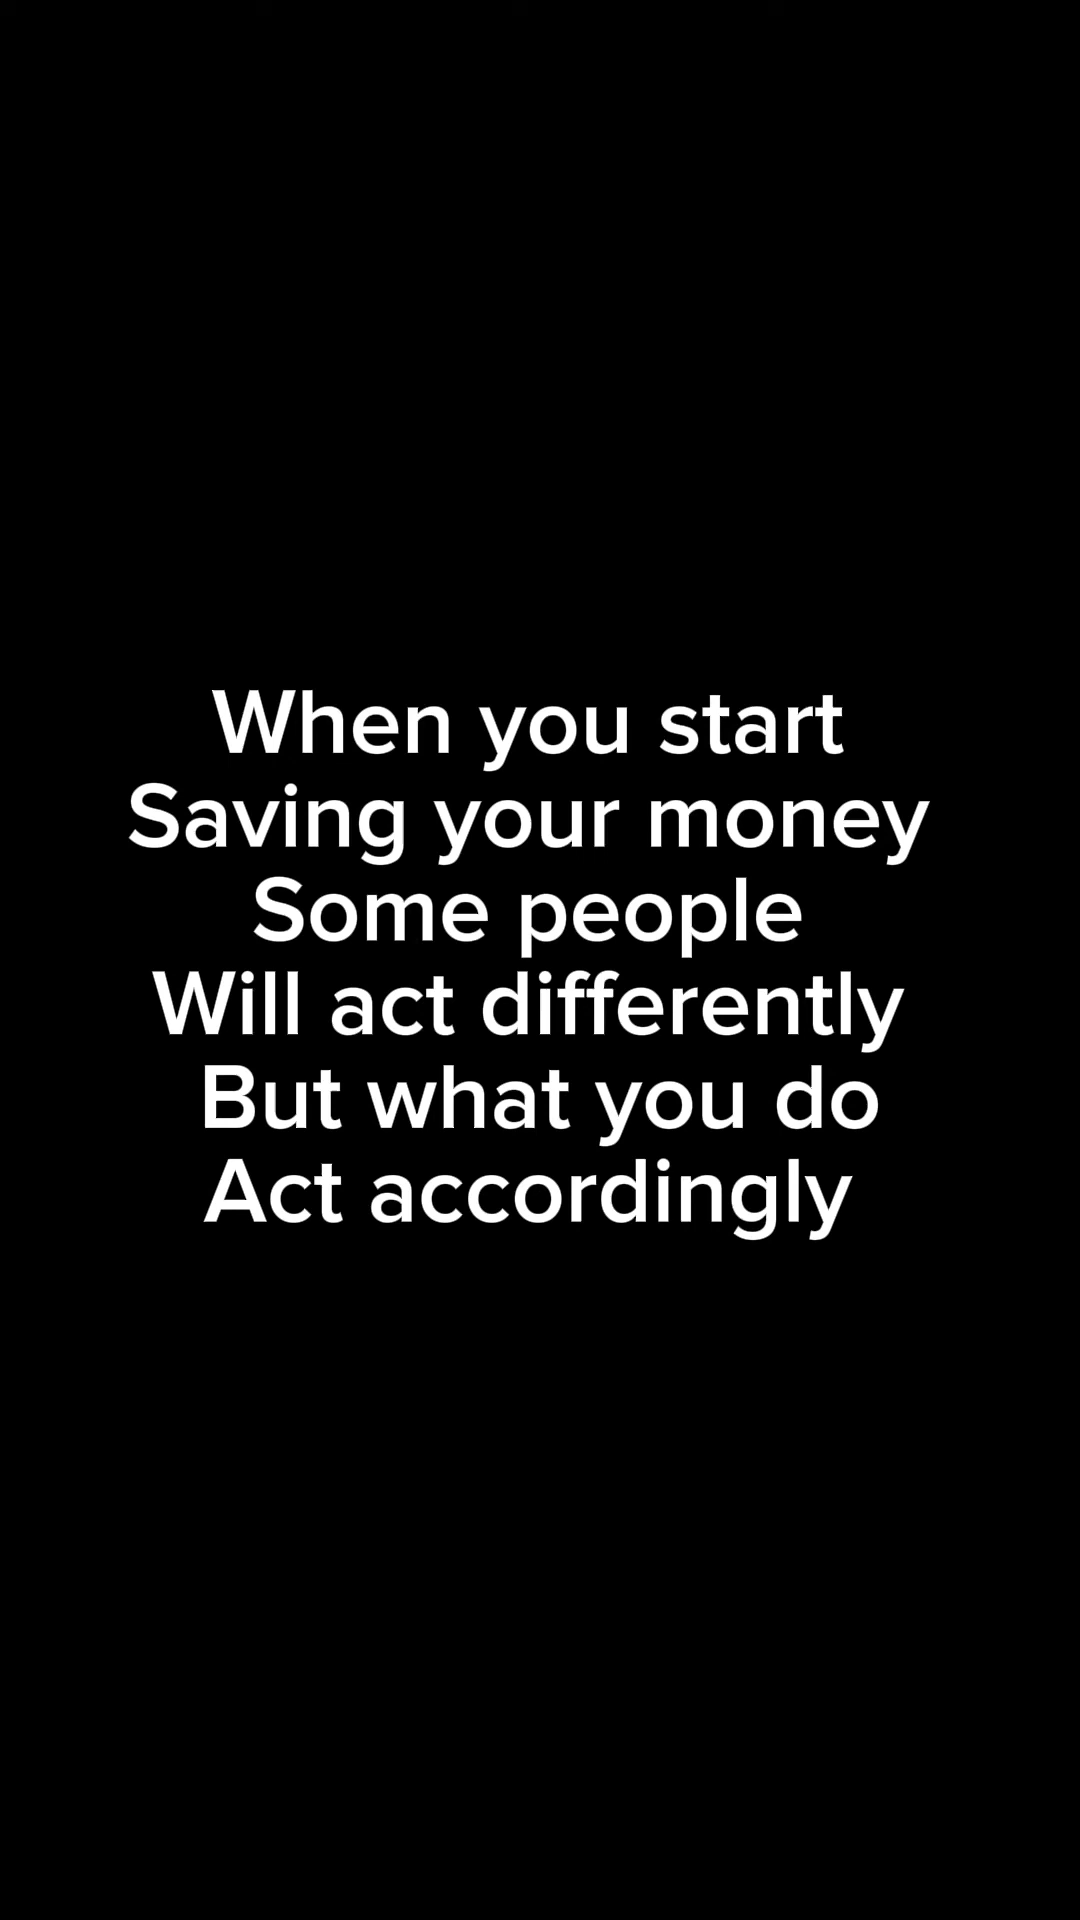 When you start
Saving your money
Some people
Will act differently
But what you do
Act accordingly